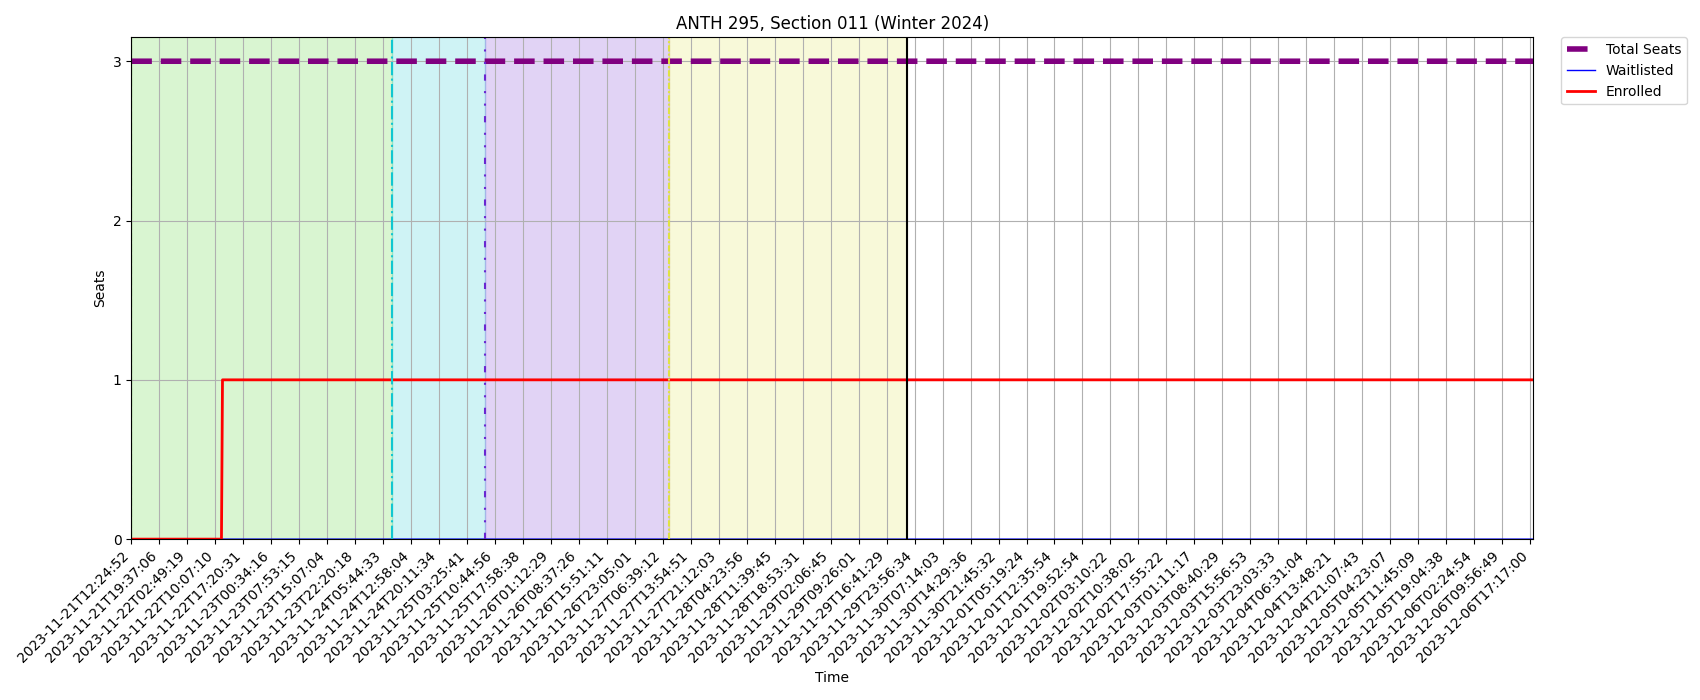 ANTH 295, Section 011 (Winter 2024)
Total Seats
Waitlisted
Enrolled
Seats
3
2
1
0
2023-11-21T12:24:52
2023-11-21T19:37:06
2023-11-22T02:49:19
2023-11-22T10:07:10
2023-11-22T17:20:31
2023-11-23T00:34:16
2023-11-23T07:53:15
2023-11-23T15:07:04
2023-11-23T22:20:18
2023-11-24T05:44:33
2023-11-24T12:58:04
2023-11-24T20:11:34
2023-11-25T03:25:41
2023-11-25T10:44:56
2023-11-25T17:58:38
2023-11-26T01:12:29
2023-11-26T08:37:26
2023-11-26T15:51:11
2023-11-26T23:05:01
2023-11-27T06:39:12
2023-11-27T13:54:51
2023-11-27T21:12:03
2023-11-28T04:23:56
2023-11-28T11:39:45
2023-11-28T18:53:31
2023-11-29T02:06:45
2023-11-29T09:26:01
2023-11-29T16:41:29
2023-11-29T23:56:34
2023-11-30T07:14:03
2023-11-30T14:29:36
2023-11-30T21:45:32
2023-12-01T05:19:24
2023-12-01T12:35:54
2023-12-01T19:52:54
2023-12-02T03:10:22
2023-12-02T10:38:02
2023-12-02T17:55:22
2023-12-03T01:11:17
2023-12-03T08:40:29
2023-12-03T15:56:53
2023-12-03T23:03:33
2023-12-04T06:31:04
2023-12-04T13:48:21
2023-12-04T21:07:43
2023-12-05T04:23:07
2023-12-05T11:45:09
2023-12-05T19:04:38
2023-12-06T02:24:54
2023-12-06T09:56:49
2023-12-06T17:17:00
Time